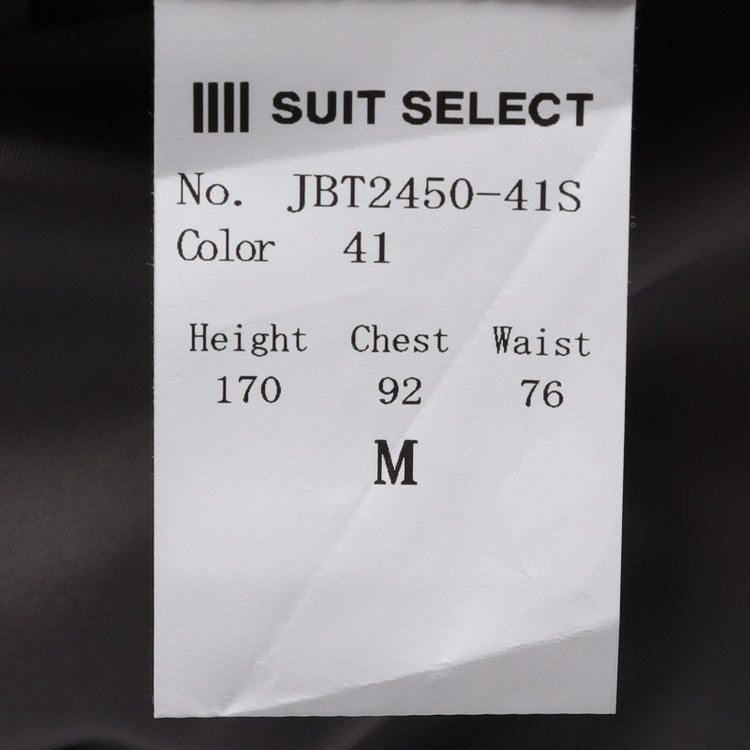 SUIT SELECT
No. JBT2450-41S
Color 41
Height Chest Waist
170 92 76
M